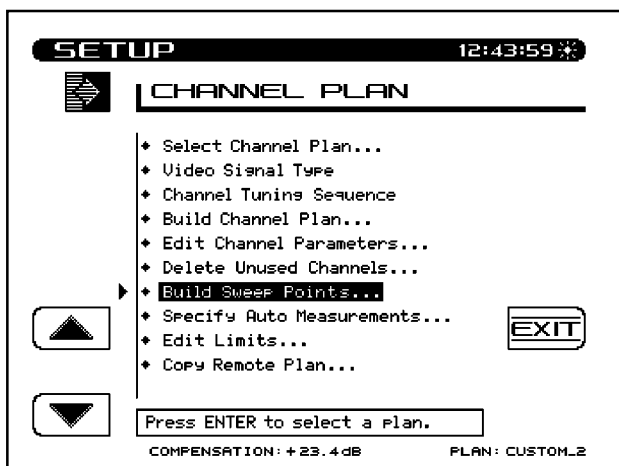 SETUP 12:43:59
CHANNEL PLAN
Select Channel Plan...
Video Signal Type
Channel Tuning Sequence
Build Channel Plan...
Edit Channel Parameters...
Delete Unused Channels...
Build Sweep Points...
Specify Auto Measurements...
EXIT
Edit Limits...
Copy Remote Plan...
Press ENTER to select a plan.
COMPENSATION: +23.4dB PLAN: CUSTOM_2